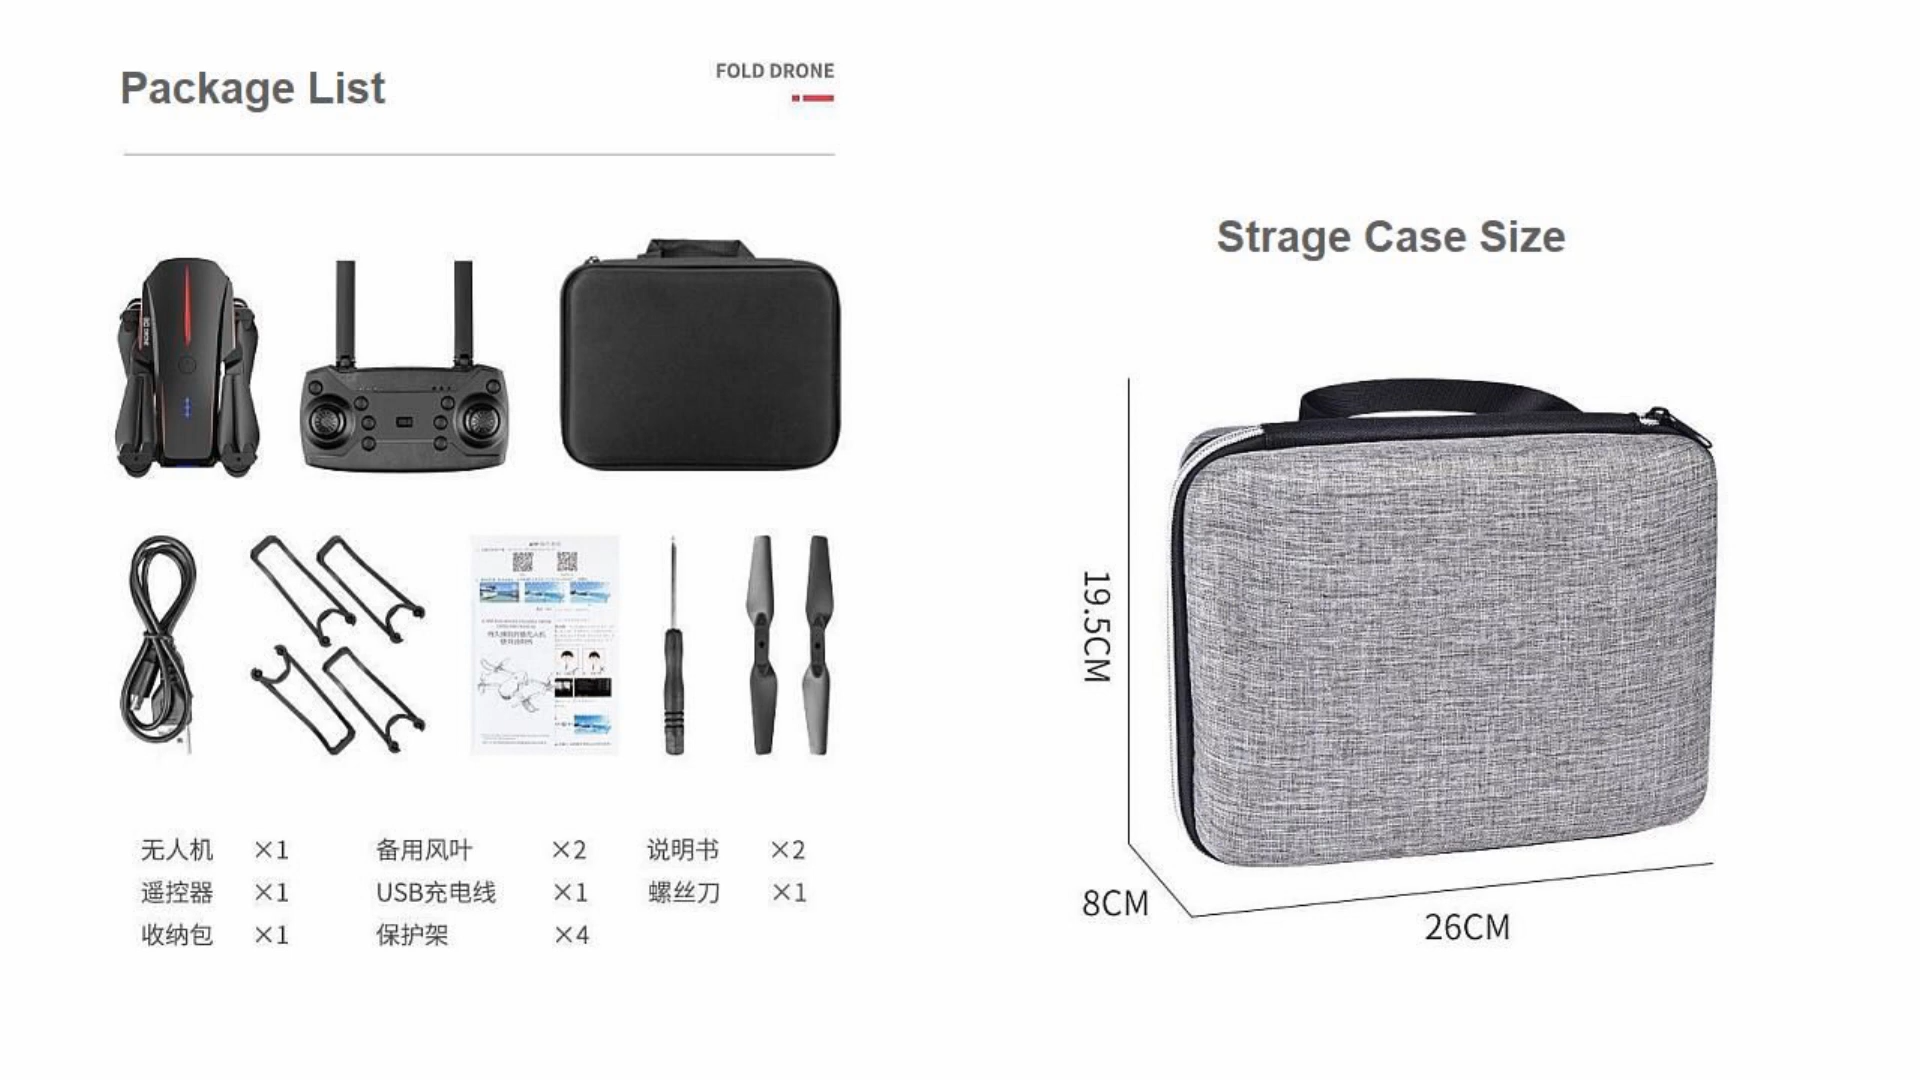 Package List
FOLD DRONE
无人机 ×1 备用风叶 ×2 说明书 ×2
遥控器 ×1 USB充电线 ×1 螺丝刀 ×1
收纳包 ×1 保护架 ×4
Strage Case Size
19.5CM
8CM
26CM